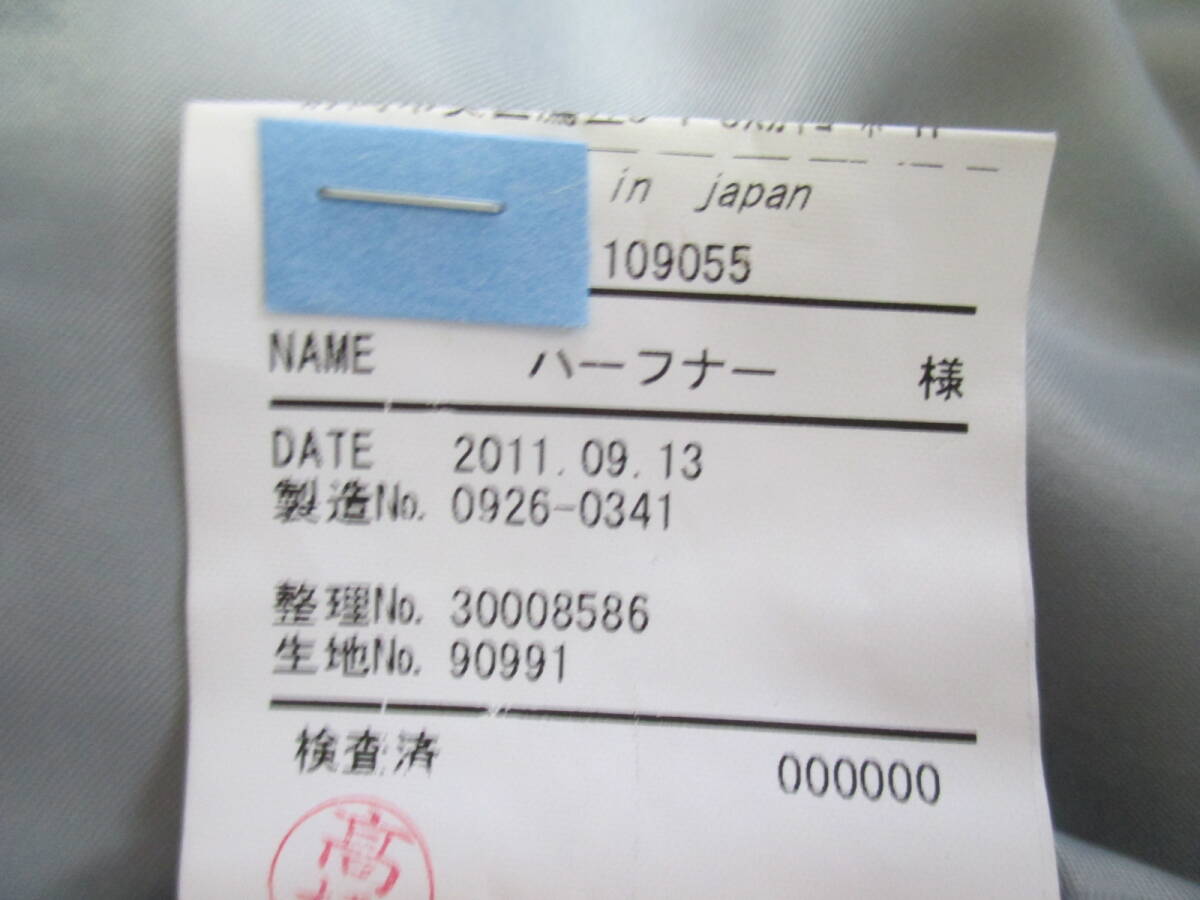 in japan
109055
NAME ハーフナー 様
DATE 2011.09.13
製造No. 0926-0341
整理No. 30008586
生地No. 90991
検査済 000000
高